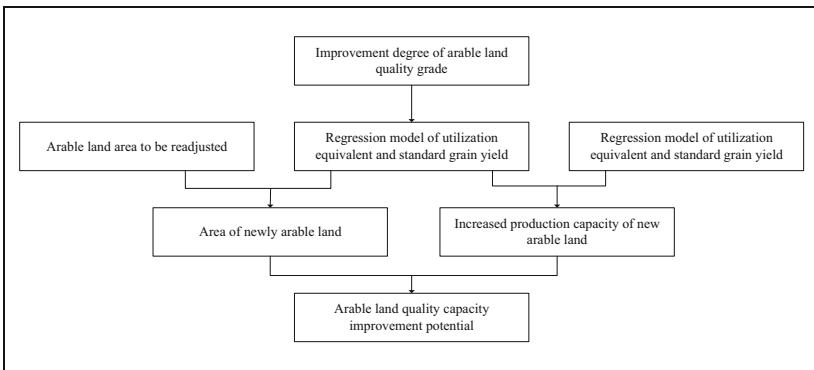 Improvement degree of arable land
quality grade
Arable land area to be readjusted
Regression model of utilization
equivalent and standard grain yield
Regression model of utilization
equivalent and standard grain yield
Area of newly arable land
Increased production capacity of new
arable land
Arable land quality capacity
improvement potential